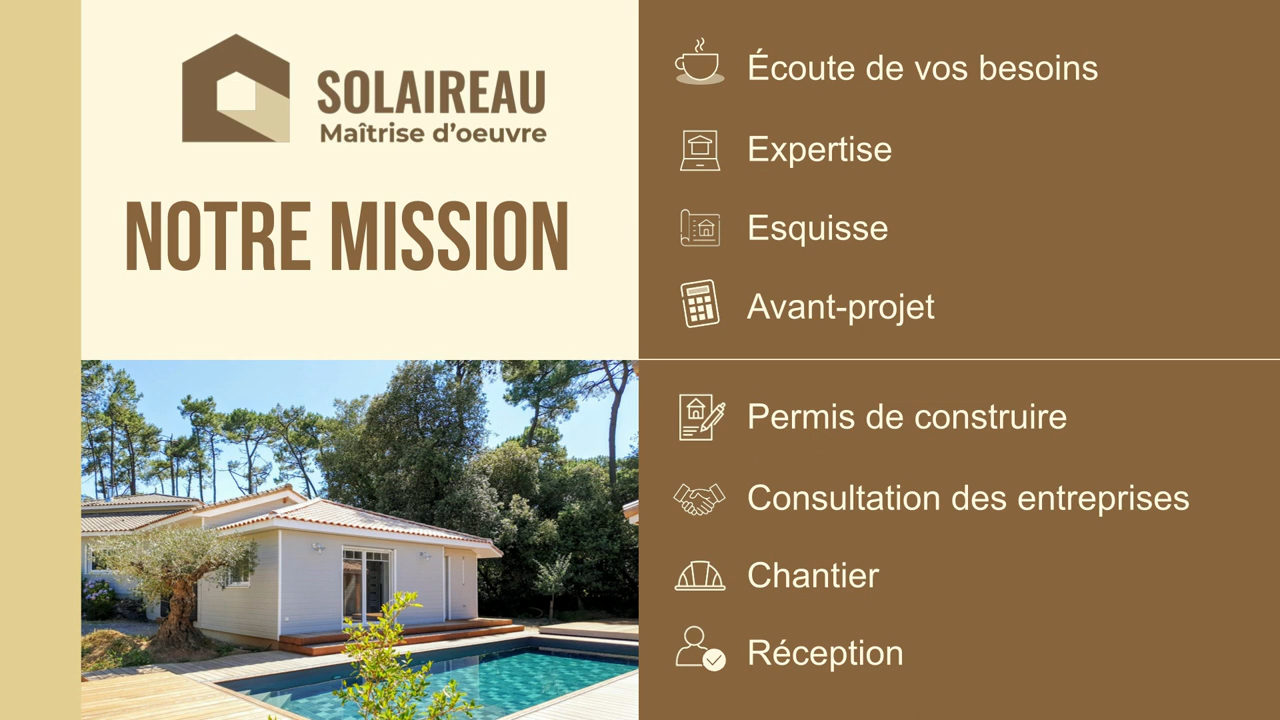 SOLAIREAU
Maîtrise d'oeuvre
NOTRE MISSION
Écoute de vos besoins
Expertise
Esquisse
Avant-projet
Permis de construire
Consultation des entreprises
Chantier
Réception